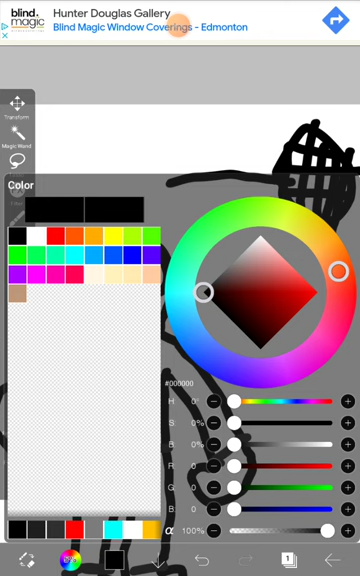 blind.
magic
Hunter Douglas Gallery
Blind Magic Window Coverings - Edmonton
Transform
Magic Wand
Color
#000000
H 0°
S 0%
B 0%
R 0
G 0
B 0
α 100%
1